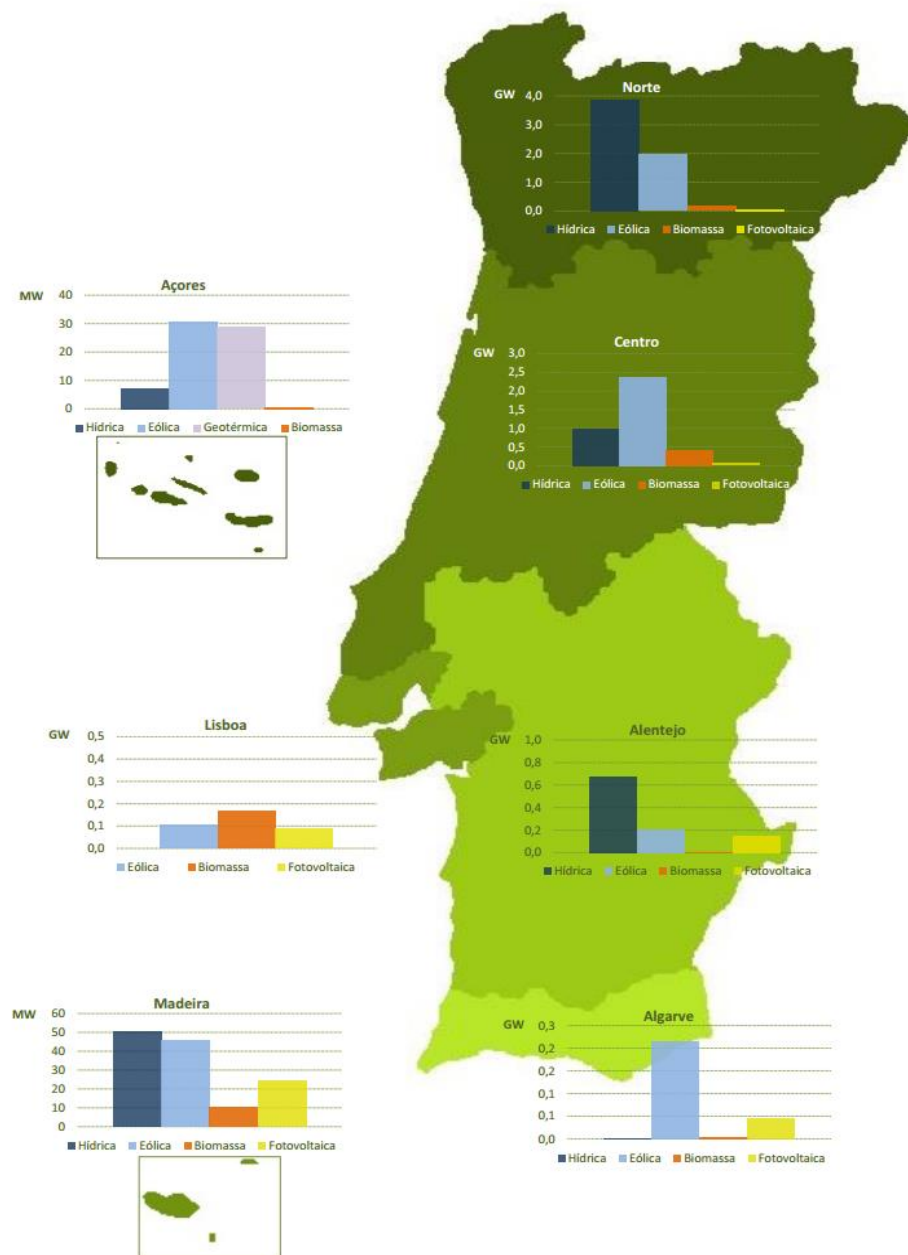 Norte
GW
4,0
3,0
2,0
1,0
0,0
Hídrica Eólica Biomassa Fotovoltaica
Açores
MW
40
30
20
10
0
Hídrica Eólica Geotérmica Biomassa
Centro
GW
3,0
2,5
2,0
1,5
1,0
0,5
0,0
Hídrica Eólica Biomassa Fotovoltaica
Lisboa
GW
0,5
0,4
0,3
0,2
0,1
0,0
Eólica Biomassa Fotovoltaica
Alentejo
GW
1,0
0,8
0,6
0,4
0,2
0,0
Hídrica Eólica Biomassa Fotovoltaica
Madeira
MW
60
50
40
30
20
10
0
Hídrica Eólica Biomassa Fotovoltaica
Algarve
GW
0,3
0,2
0,2
0,1
0,1
0,0
Hídrica Eólica Biomassa Fotovoltaica